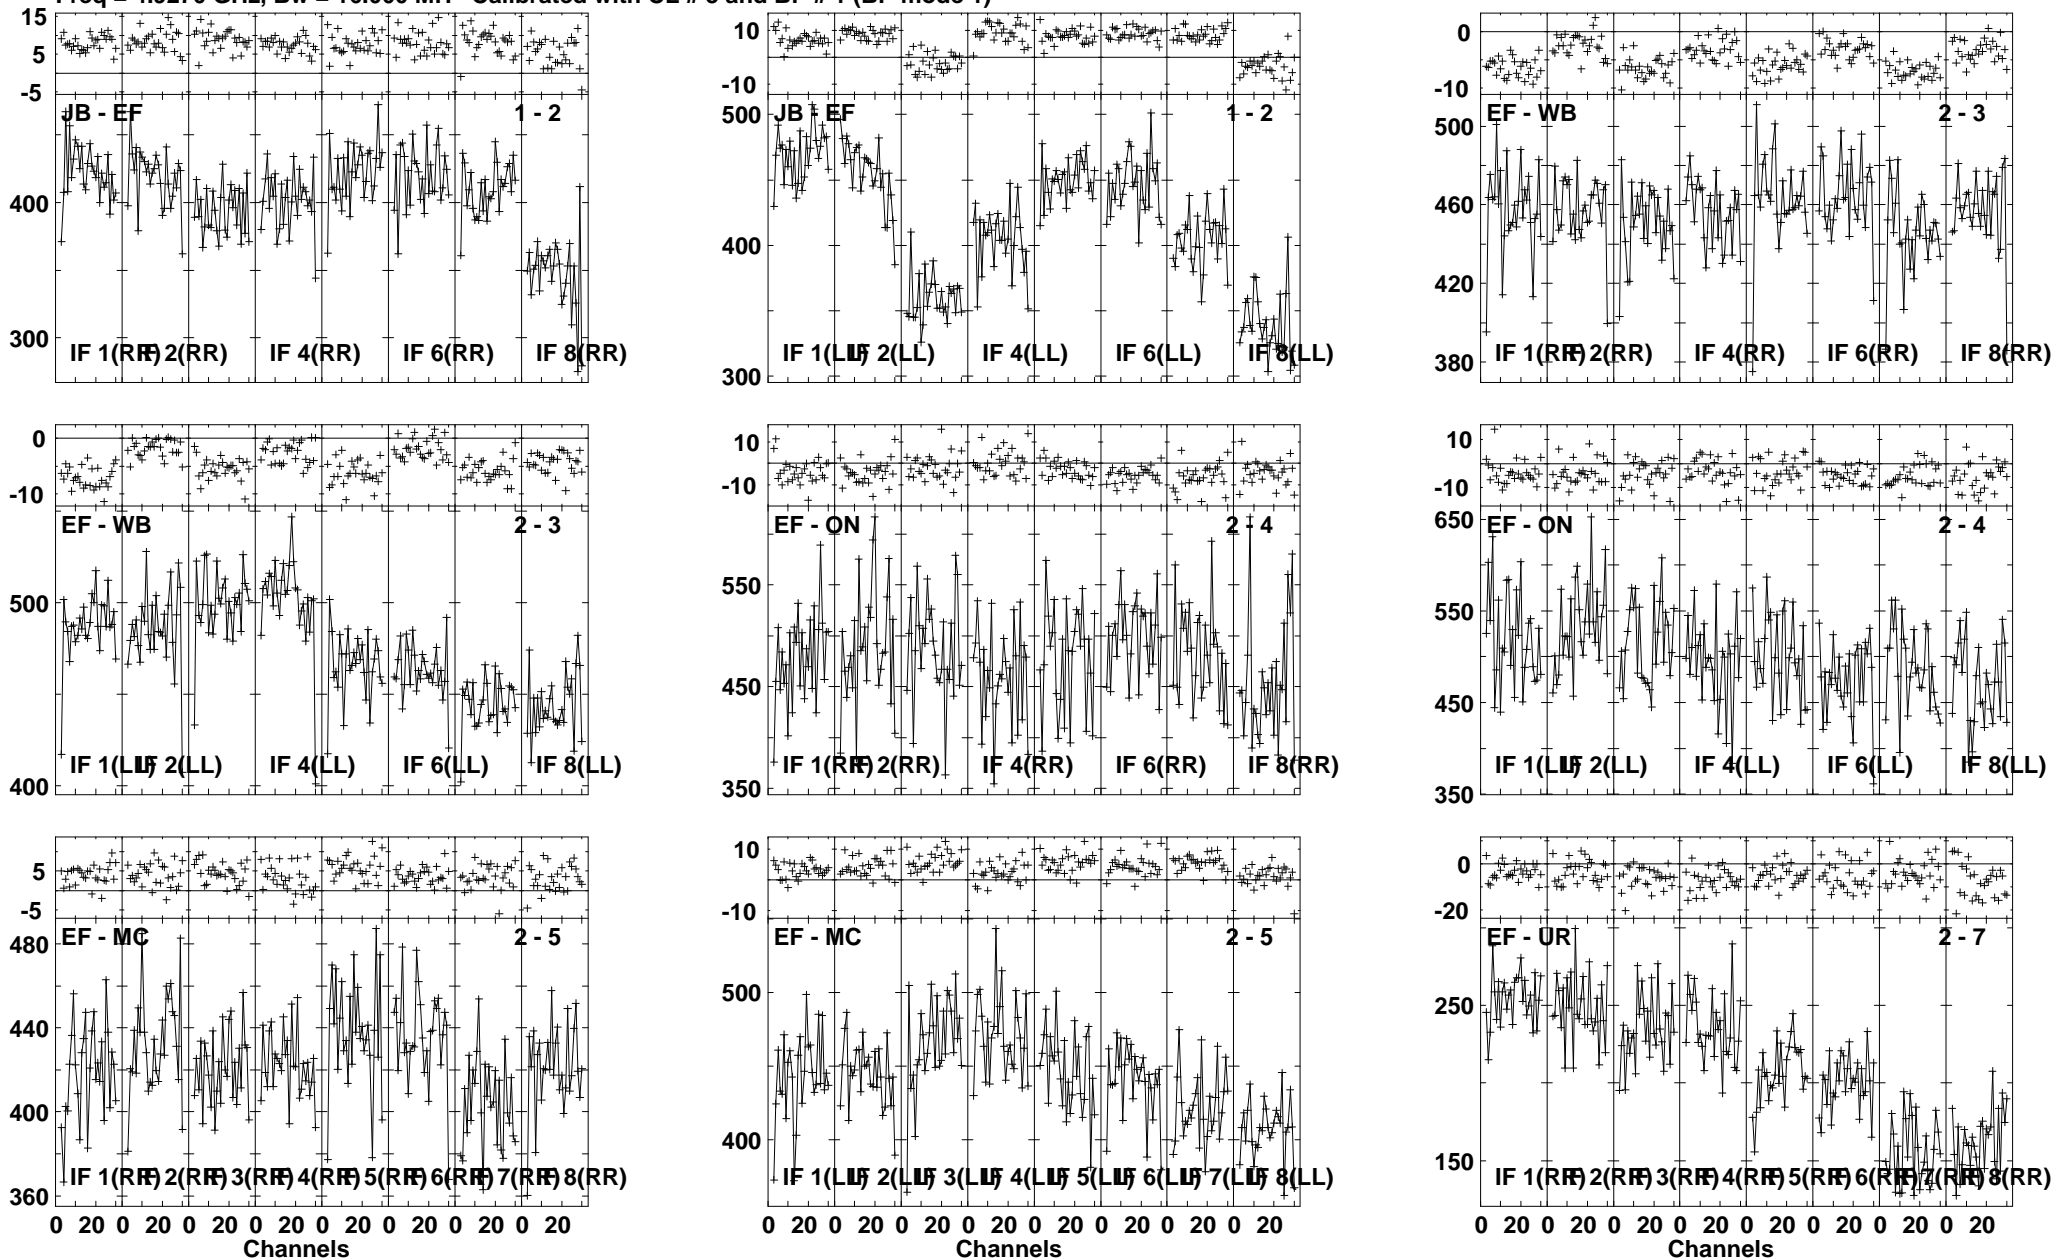 15
5
-5
JB - EF 1 - 2
400
300
IF 1(RR) IF 2(RR) IF 4(RR) IF 6(RR) IF 8(RR)
10
-10
500
JB - EF 1 - 2
400
300
IF 1(LL) IF 2(LL) IF 4(LL) IF 6(LL) IF 8(LL)
0
-10
EF - WB 2 - 3
500
460
420
380
IF 1(RR) IF 2(RR) IF 4(RR) IF 6(RR) IF 8(RR)
0
-10
EF - WB 2 - 3
500
400
IF 1(LL) IF 2(LL) IF 4(LL) IF 6(LL) IF 8(LL)
10
-10
EF - ON 2 - 4
550
450
350
IF 1(RR) IF 2(RR) IF 4(RR) IF 6(RR) IF 8(RR)
10
-10
650
EF - ON 2 - 4
550
450
350
IF 1(LL) IF 2(LL) IF 4(LL) IF 6(LL) IF 8(LL)
5
-5
EF - MC 2 - 5
480
440
400
360
IF 1(RR) IF 2(RR) IF 3(RR) IF 4(RR) IF 5(RR) IF 6(RR) IF 7(RR) IF 8(RR)
0 20 0 20 0 20 0 20 0 20 0 20 0 20 0 20
Channels
10
-10
EF - MC 2 - 5
500
400
IF 1(LL) IF 2(LL) IF 3(LL) IF 4(LL) IF 5(LL) IF 6(LL) IF 7(LL) IF 8(LL)
0 20 0 20 0 20 0 20 0 20 0 20 0 20 0 20
Channels
0
-20
EF - UR 2 - 7
250
150
IF 1(RR) IF 2(RR) IF 3(RR) IF 4(RR) IF 5(RR) IF 6(RR) IF 7(RR) IF 8(RR)
0 20 0 20 0 20 0 20 0 20 0 20 0 20 0 20
Channels